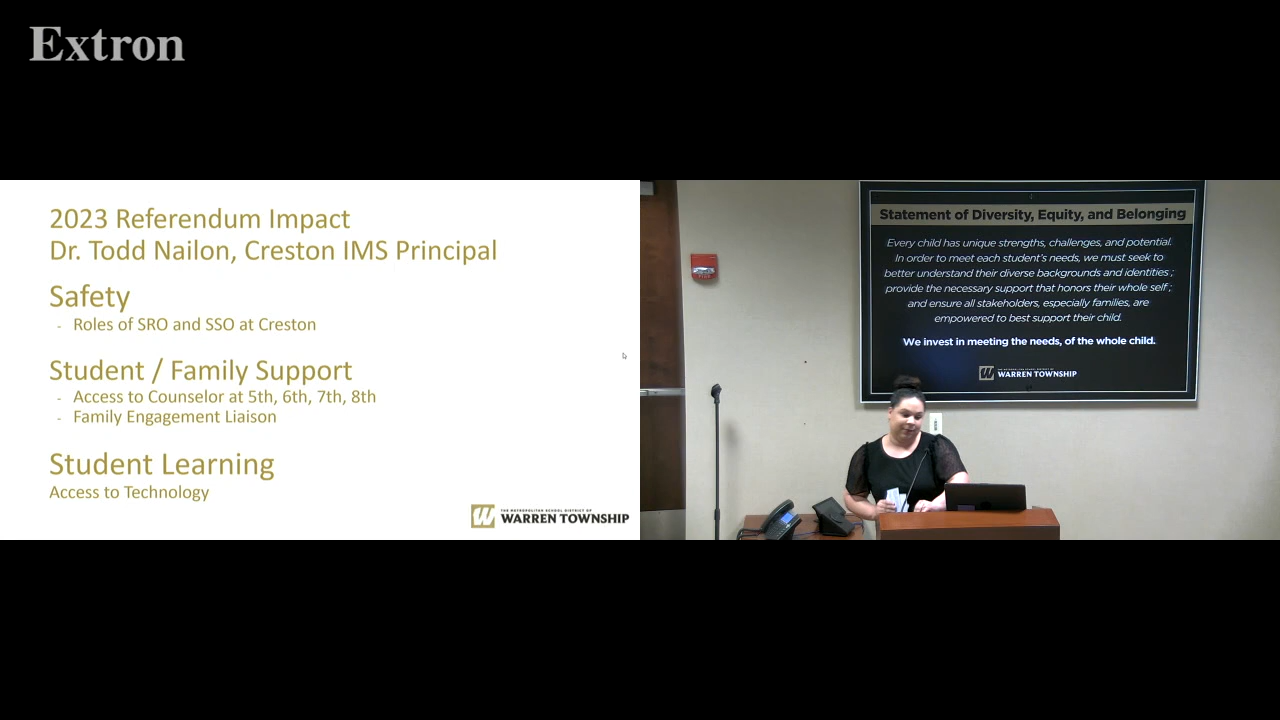 Extron
2023 Referendum Impact
Dr. Todd Nailon, Creston IMS Principal
Safety
- Roles of SRO and SSO at Creston
Student / Family Support
- Access to Counselor at 5th, 6th, 7th, 8th
- Family Engagement Liaison
Student Learning
Access to Technology
THE METROPOLITAN SCHOOL DISTRICT OF
WARREN TOWNSHIP
Statement of Diversity, Equity, and Belonging
Every child has unique strengths, challenges, and potential.
In order to meet each student's needs, we must seek to
better understand their diverse backgrounds and identities ;
provide the necessary support that honors their whole self ;
and ensure all stakeholders, especially families, are
empowered to best support their child.
We invest in meeting the needs, of the whole child.
WARREN TOWNSHIP